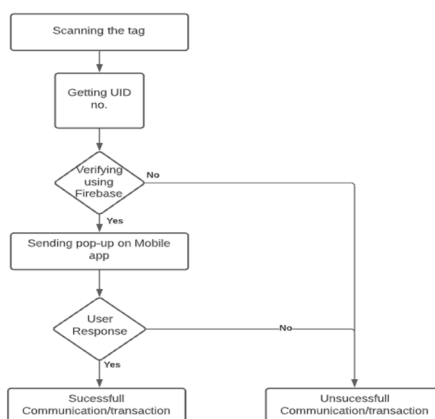 Scanning the tag
Getting UID
no.
Verifying
using
Firebase
No
Yes
Sending pop-up on Mobile
app
User
Response
No
Yes
Sucessfull
Communication/transaction
Unsucessfull
Communication/transaction